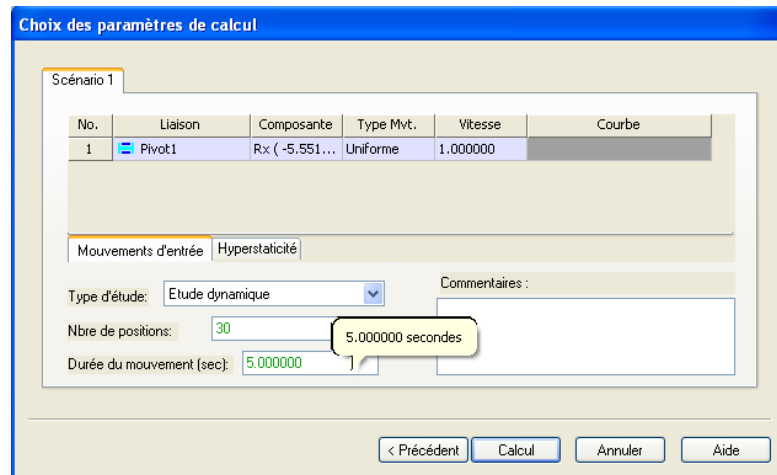 Choix des paramètres de calcul
Scénario 1
No. Liaison Composante Type Mvt. Vitesse Courbe
1 Pivot1 Rx ( -5.551... Uniforme 1.000000
Mouvements d'entrée Hyperstaticité
Type d'étude: Etude dynamique
Commentaires :
Nbre de positions: 30
5.000000 secondes
Durée du mouvement (sec): 5.000000
< Précédent Calcul Annuler Aide